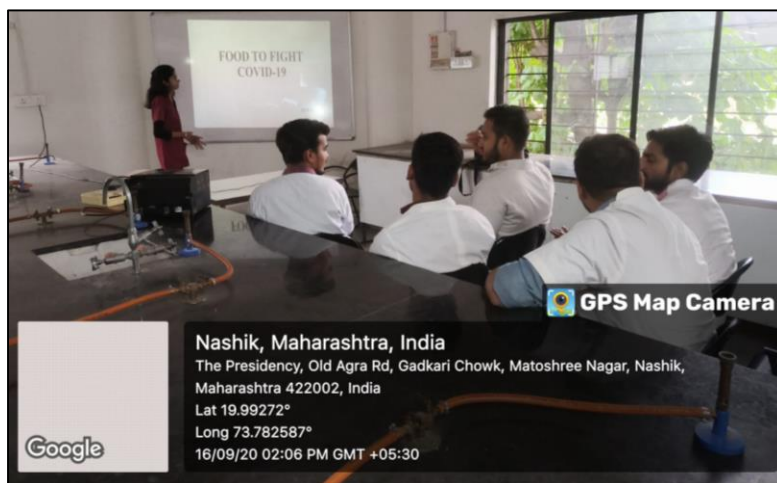 FOOD TO FIGHT
COVID-19
GPS Map Camera
Nashik, Maharashtra, India
The Presidency, Old Agra Rd, Gadkari Chowk, Matoshree Nagar, Nashik,
Maharashtra 422002, India
Lat 19.99272°
Long 73.782587°
16/09/20 02:06 PM GMT +05:30
Google